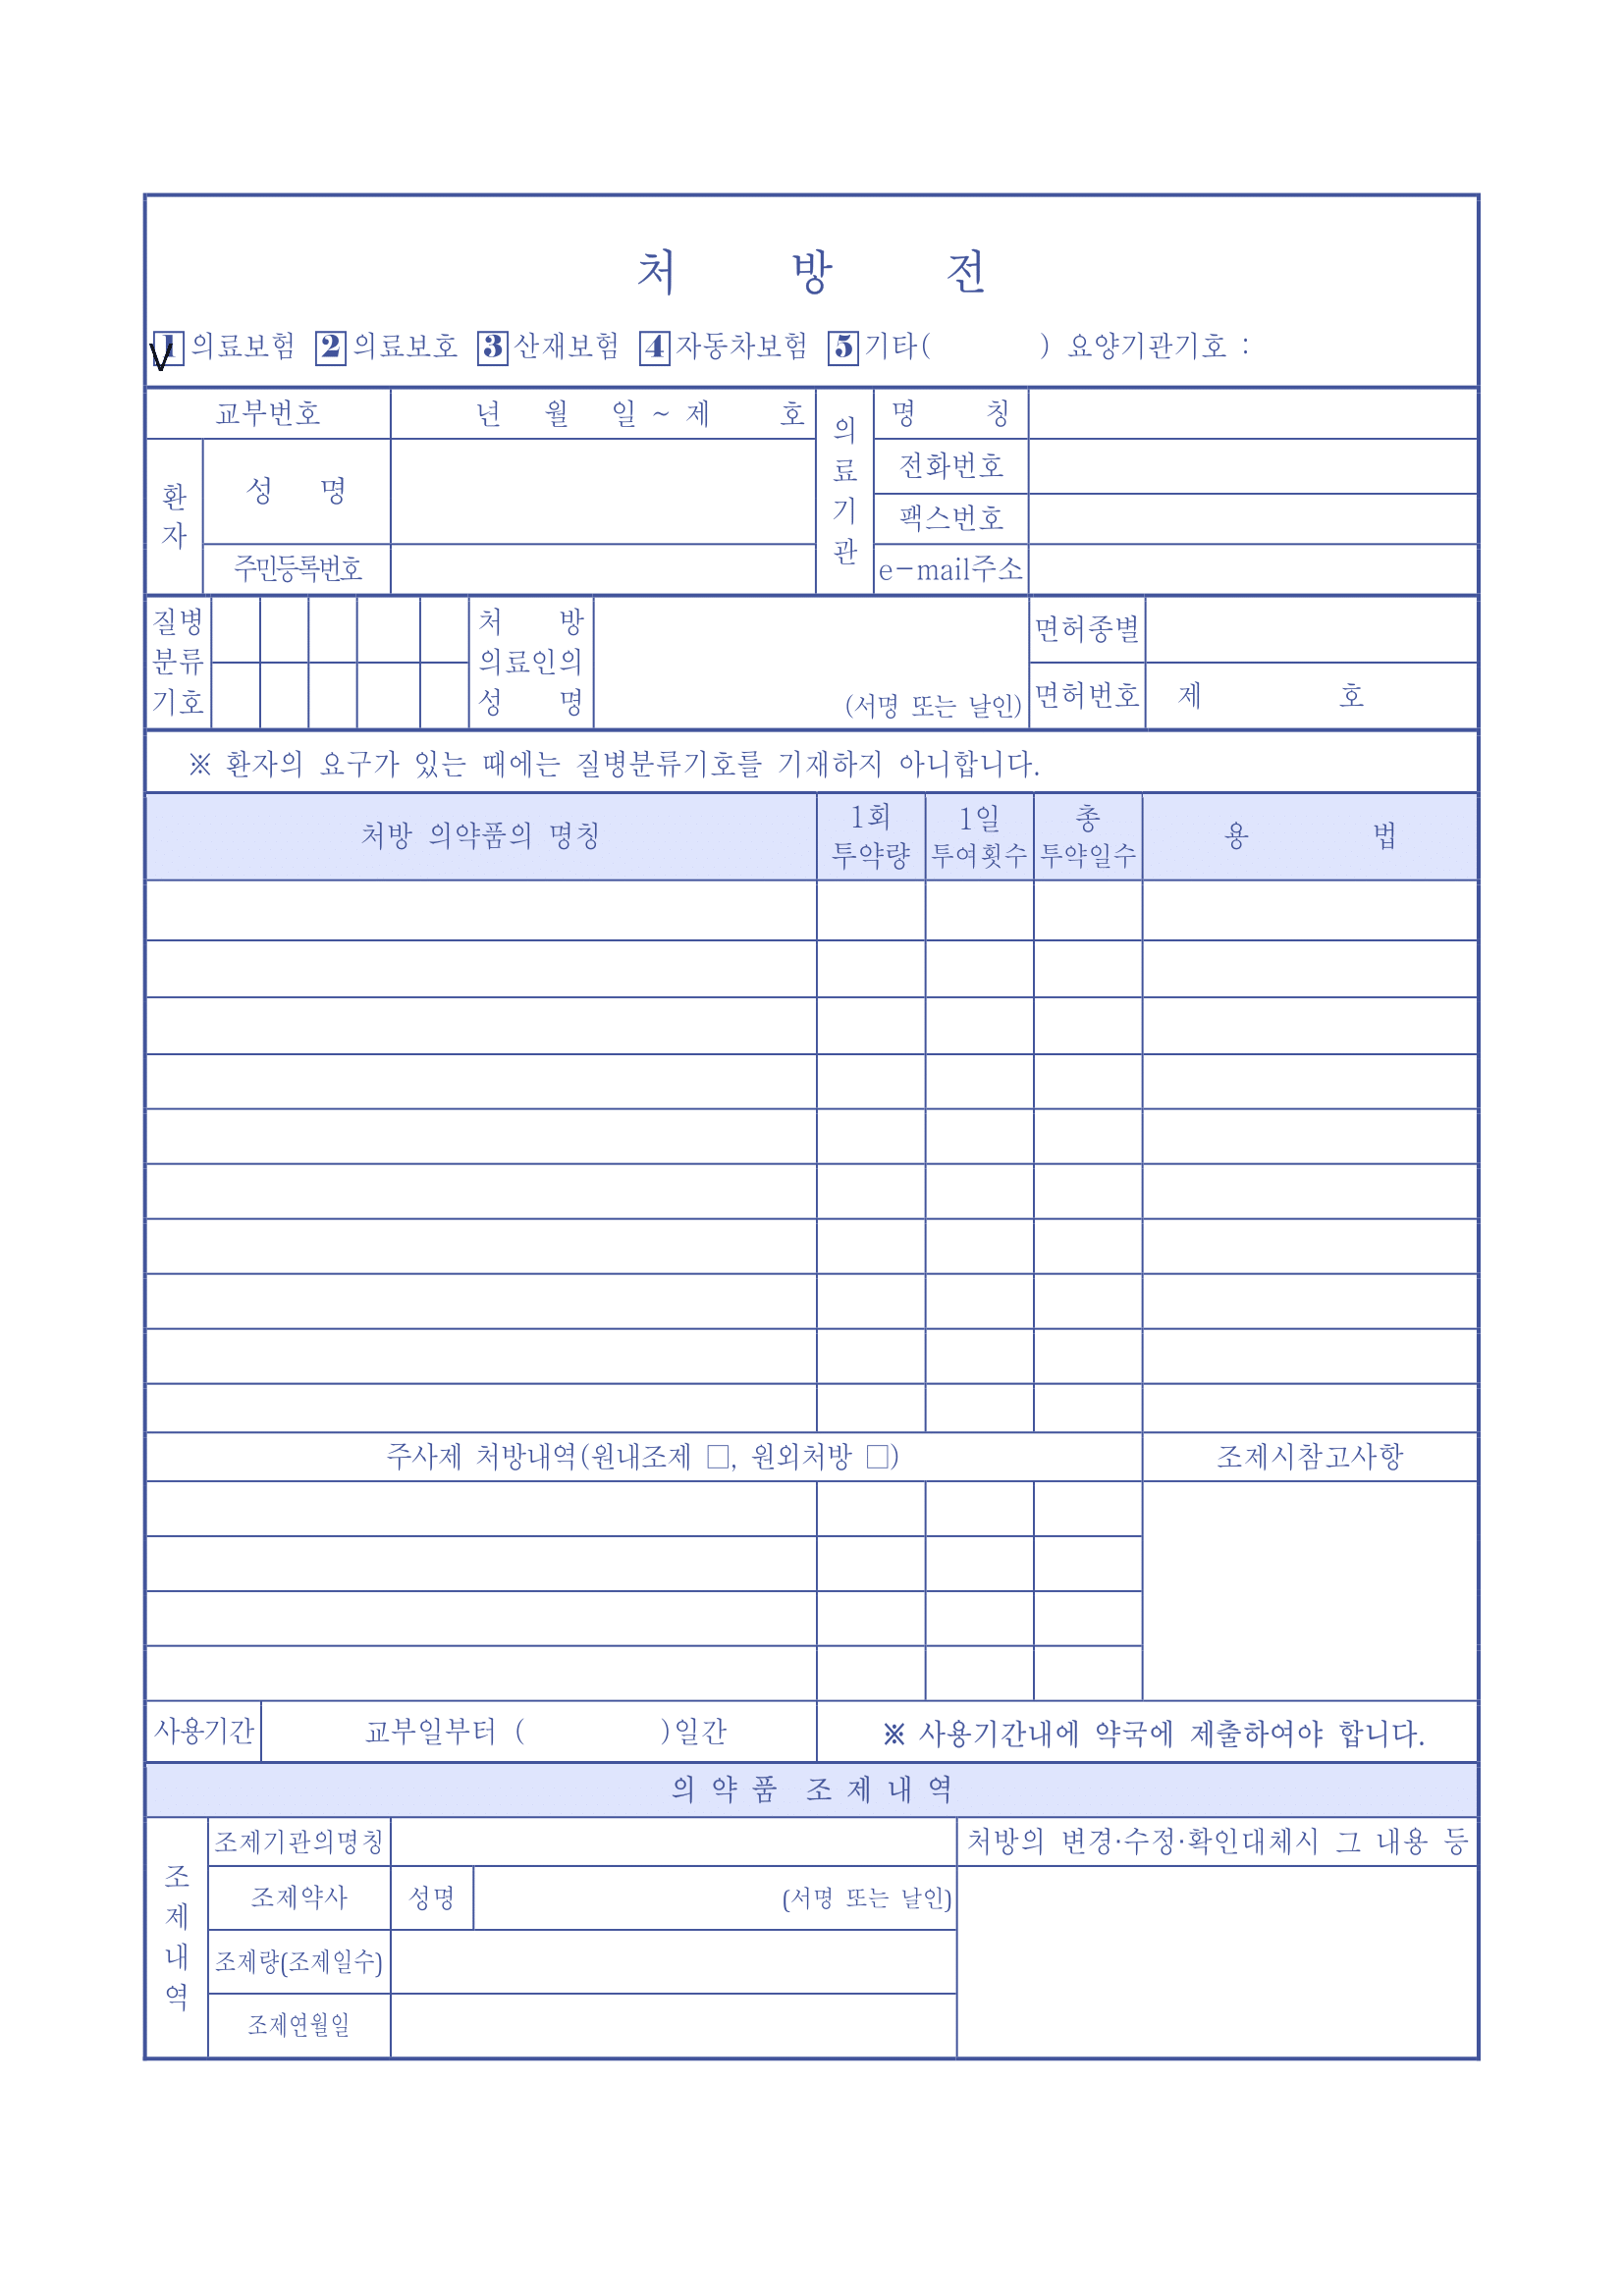 처 방 전
V 1 의료보험 2 의료보호 3 산재보험 4 자동차보험 5 기타( ) 요양기관기호 :
교부번호 년 월 일 ~ 제 호
환자
성 명
주민등록번호
의료기관
명 칭
전화번호
팩스번호
e-mail주소
질병
분류
기호
처 방
의료인의
성 명
(서명 또는 날인)
면허종별
면허번호 제 호
※ 환자의 요구가 있는 때에는 질병분류기호를 기재하지 아니합니다.
처방 의약품의 명칭
1회
투약량
1일
투여횟수
총
투약일수
용 법
주사제 처방내역(원내조제 □, 원외처방 □) 조제시참고사항
사용기간 교부일부터 ( )일간 ※ 사용기간내에 약국에 제출하여야 합니다.
의 약 품 조 제 내 역
조제내역
조제기관의명칭 처방의 변경·수정·확인대체시 그 내용 등
조제약사 성명 (서명 또는 날인)
조제량(조제일수)
조제연월일